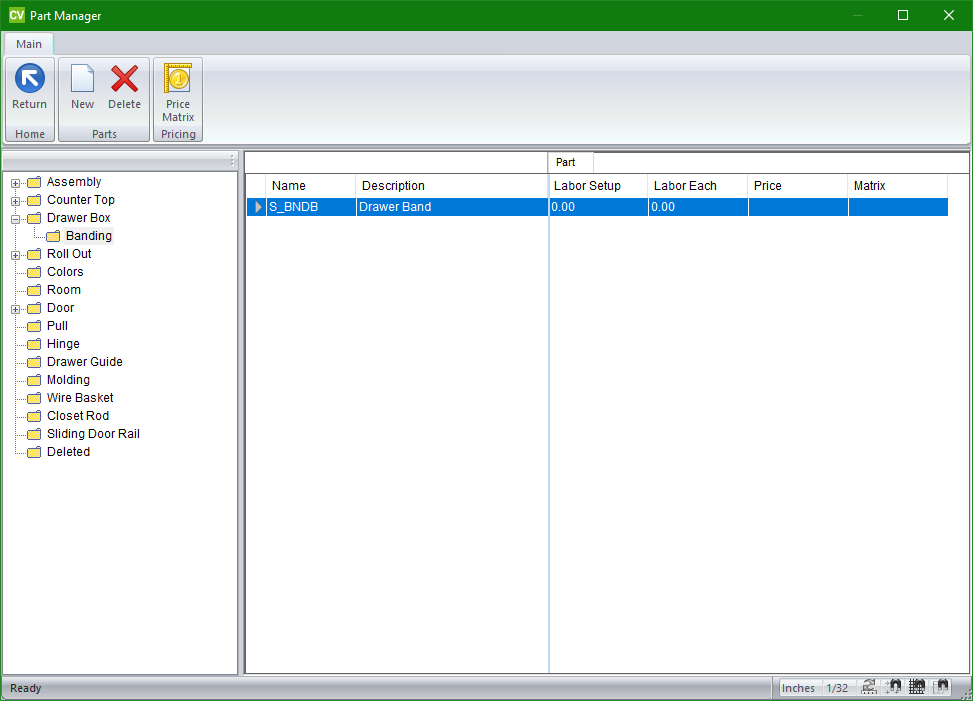 CV Part Manager
Main
Return New Delete Price
Matrix
Home Parts Pricing
Assembly
Counter Top
Drawer Box
Banding
Roll Out
Colors
Room
Door
Pull
Hinge
Drawer Guide
Molding
Wire Basket
Closet Rod
Sliding Door Rail
Deleted
Part
Name Description Labor Setup Labor Each Price Matrix
S_BNDB Drawer Band 0.00 0.00
Ready Inches 1/32